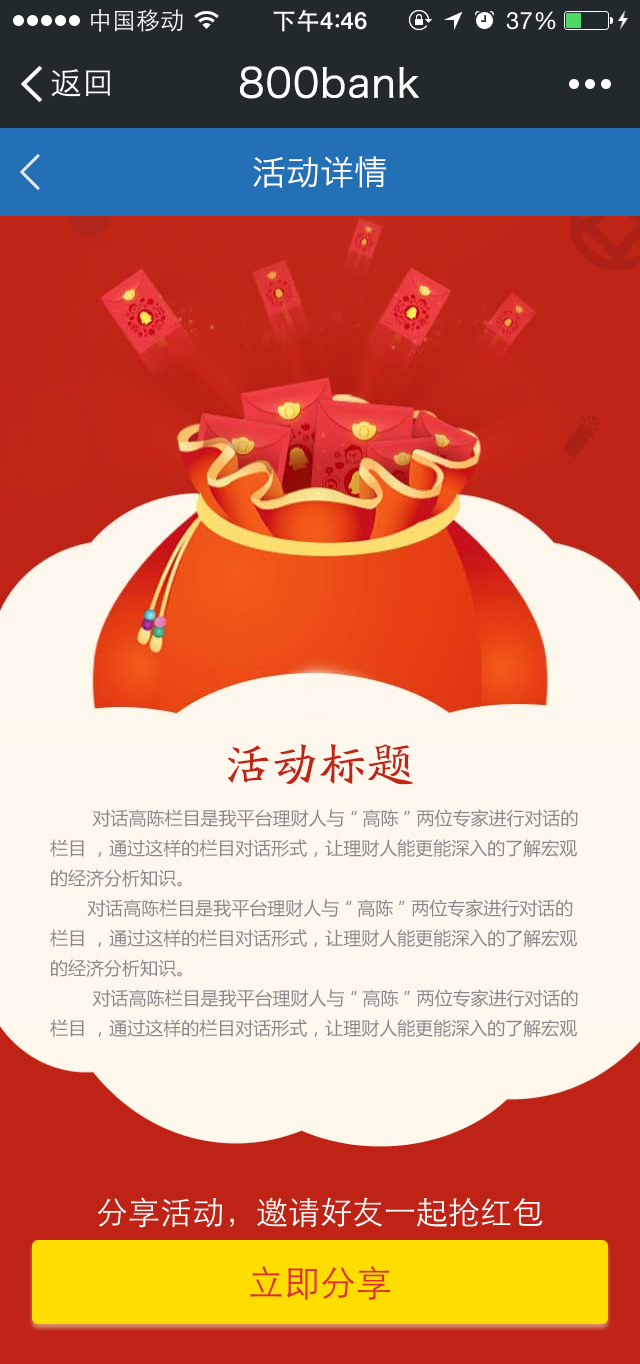 中国移动 下午4:46 37%
返回 800bank
活动详情
活动标题
对话高陈栏目是我平台理财人与“高陈”两位专家进行对话的
栏目 ，通过这样的栏目对话形式，让理财人能更能深入的了解宏观
的经济分析知识。
对话高陈栏目是我平台理财人与“高陈”两位专家进行对话的
栏目 ，通过这样的栏目对话形式，让理财人能更能深入的了解宏观
的经济分析知识。
对话高陈栏目是我平台理财人与“高陈”两位专家进行对话的
栏目 ，通过这样的栏目对话形式，让理财人能更能深入的了解宏观
分享活动，邀请好友一起抢红包
立即分享